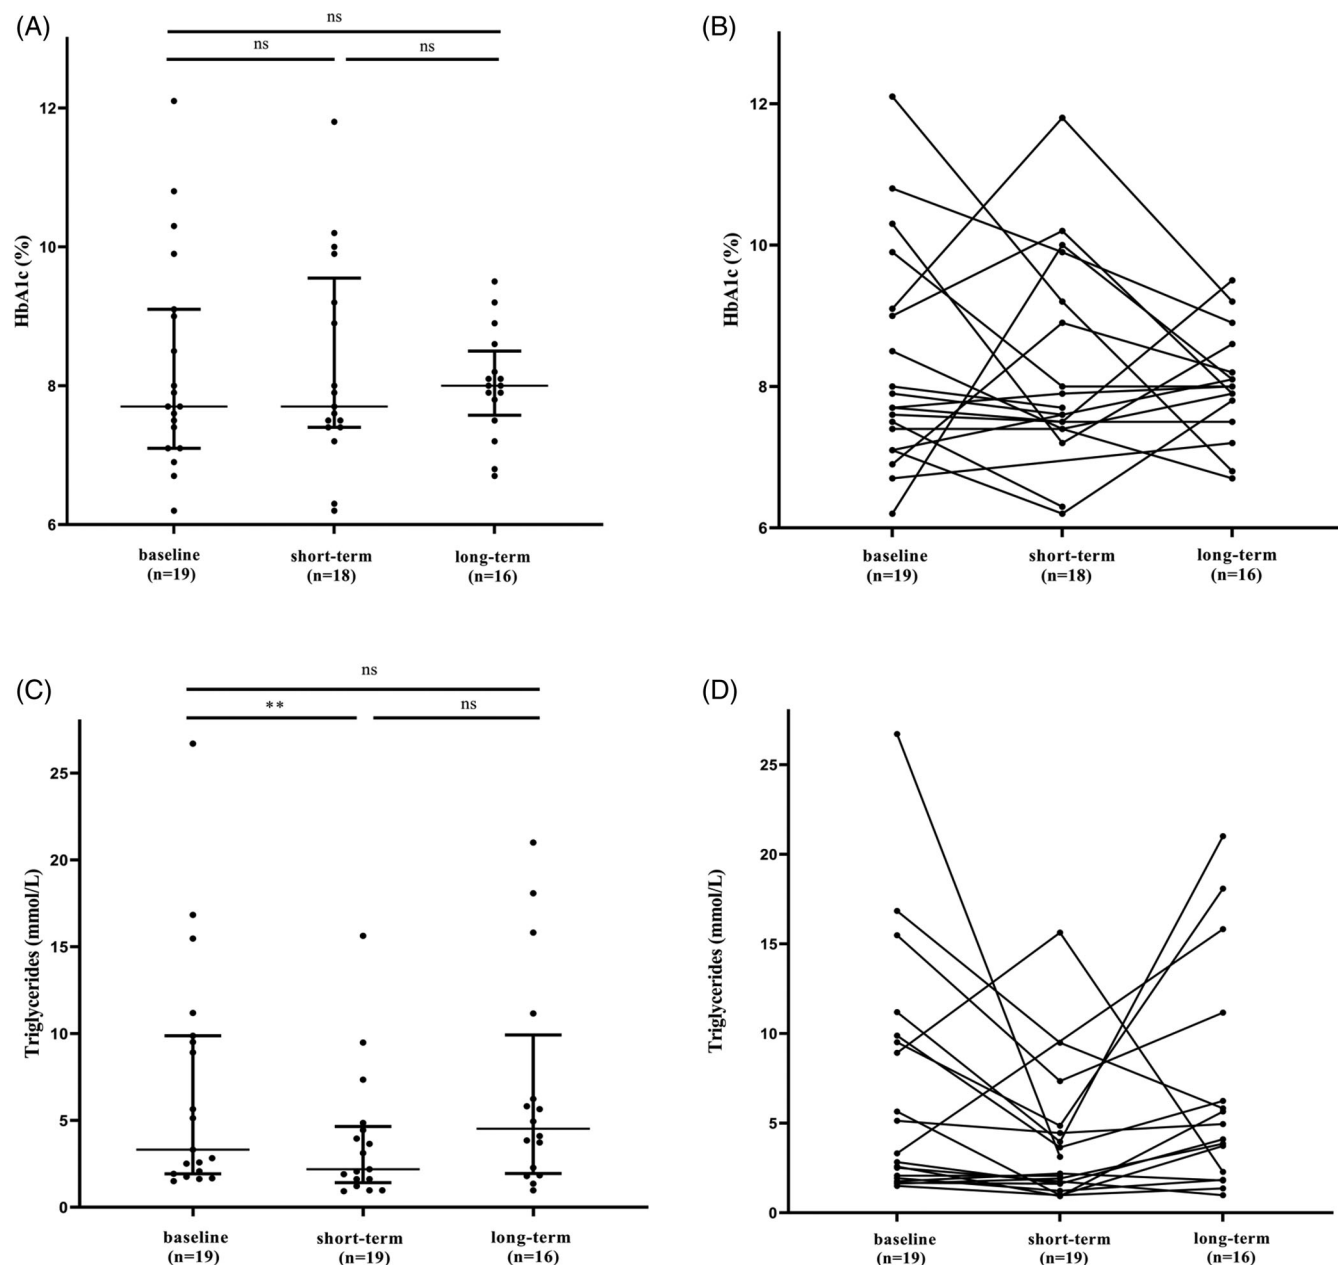 (A)
ns
ns
ns
12
10
8
6
HbA1c (%)
baseline
(n=19)
short-term
(n=18)
long-term
(n=16)
(B)
12
10
8
6
HbA1c (%)
baseline
(n=19)
short-term
(n=18)
long-term
(n=16)
(C)
ns
**
ns
25
20
15
10
5
0
Triglycerides (mmol/L)
baseline
(n=19)
short-term
(n=19)
long-term
(n=16)
(D)
25
20
15
10
5
0
Triglycerides (mmol/L)
baseline
(n=19)
short-term
(n=19)
long-term
(n=16)